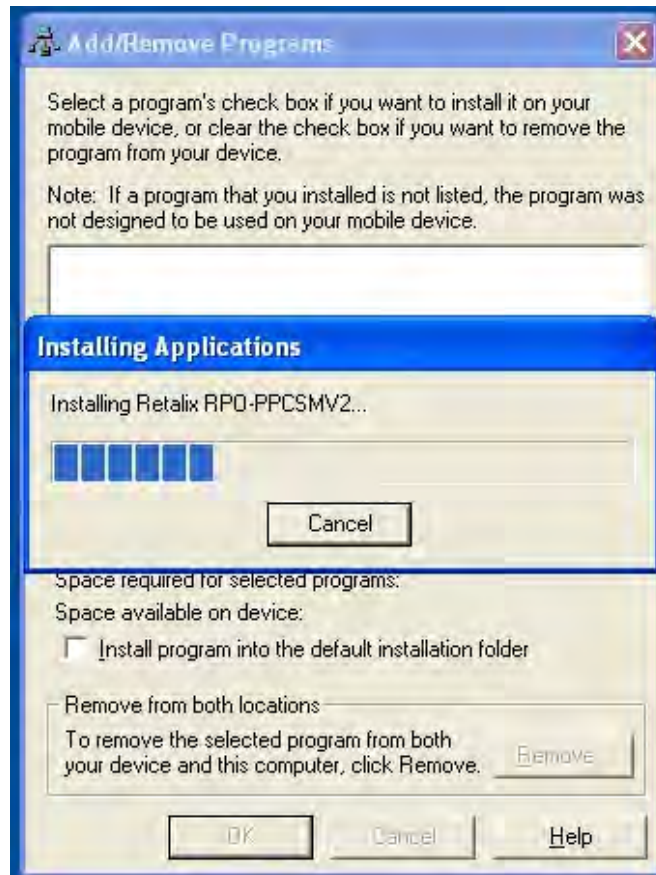 Add/Remove Programs
Select a program's check box if you want to install it on your
mobile device, or clear the check box if you want to remove the
program from your device.
Note: If a program that you installed is not listed, the program was
not designed to be used on your mobile device.
Installing Applications
Installing Retalix RPO-PPCSMV2...
Cancel
Space required for selected programs:
Space available on device:
Install program into the default installation folder
Remove from both locations
To remove the selected program from both
your device and this computer, click Remove.
Remove
OK
Cancel
Help